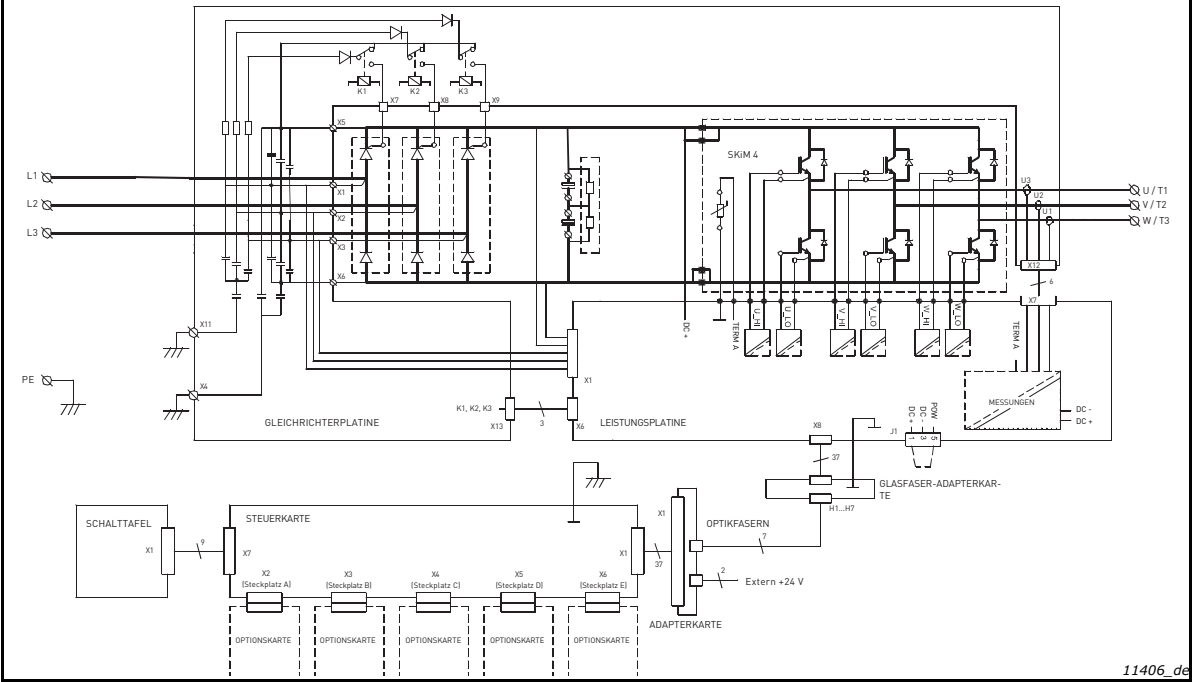 K1
K2
K3
X7
X8
X9
X5
SKiM 4
L1
L2
L3
X1
X2
X3
X6
U3
U2
U1
U / T1
V / T2
W / T3
X12
6
X7
X11
X4
PE
DC +
TERM A
U_HI
U_LO
V_HI
V_LO
W_HI
W_LO
TERM A
X1
MESSUNGEN
DC -
DC +
GLEICHRICHTERPLATINE
K1, K2, K3
X13
3
X6
LEISTUNGSPLATINE
X8
J1
DC +
DC -
POW
1
3
5
37
GLASFASER-ADAPTERKAR-
TE
H1...H7
SCHALTTAFEL
X1
9
X7
STEUERKARTE
X1
37
X1
OPTIKFASERN
7
2
Extern +24 V
ADAPTERKARTE
X2
(Steckplatz A)
X3
(Steckplatz B)
X4
(Steckplatz C)
X5
(Steckplatz D)
X6
(Steckplatz E)
OPTIONSKARTE
OPTIONSKARTE
OPTIONSKARTE
OPTIONSKARTE
OPTIONSKARTE
11406_de